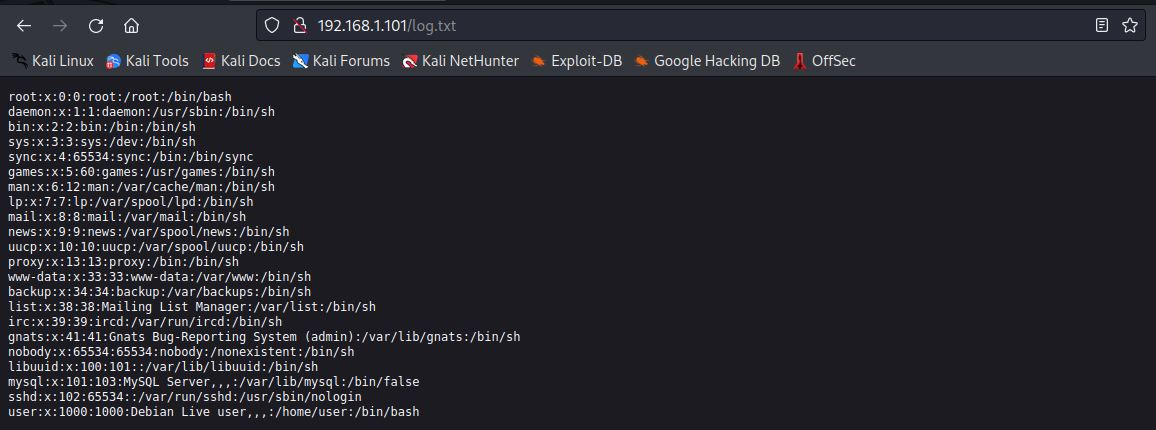 192.168.1.101/log.txt
Kali Linux Kali Tools Kali Docs Kali Forums Kali NetHunter Exploit-DB Google Hacking DB OffSec
root:x:0:0:root:/root:/bin/bash
daemon:x:1:1:daemon:/usr/sbin:/bin/sh
bin:x:2:2:bin:/bin:/bin/sh
sys:x:3:3:sys:/dev:/bin/sh
sync:x:4:65534:sync:/bin:/bin/sync
games:x:5:60:games:/usr/games:/bin/sh
man:x:6:12:man:/var/cache/man:/bin/sh
lp:x:7:7:lp:/var/spool/lpd:/bin/sh
mail:x:8:8:mail:/var/mail:/bin/sh
news:x:9:9:news:/var/spool/news:/bin/sh
uucp:x:10:10:uucp:/var/spool/uucp:/bin/sh
proxy:x:13:13:proxy:/bin:/bin/sh
www-data:x:33:33:www-data:/var/www:/bin/sh
backup:x:34:34:backup:/var/backups:/bin/sh
list:x:38:38:Mailing List Manager:/var/list:/bin/sh
irc:x:39:39:ircd:/var/run/ircd:/bin/sh
gnats:x:41:41:Gnats Bug-Reporting System (admin):/var/lib/gnats:/bin/sh
nobody:x:65534:65534:nobody:/nonexistent:/bin/sh
libuuid:x:100:101::/var/lib/libuuid:/bin/sh
mysql:x:101:103:MySQL Server,,,:/var/lib/mysql:/bin/false
sshd:x:102:65534::/var/run/sshd:/usr/sbin/nologin
user:x:1000:1000:Debian Live user,,,:/home/user:/bin/bash